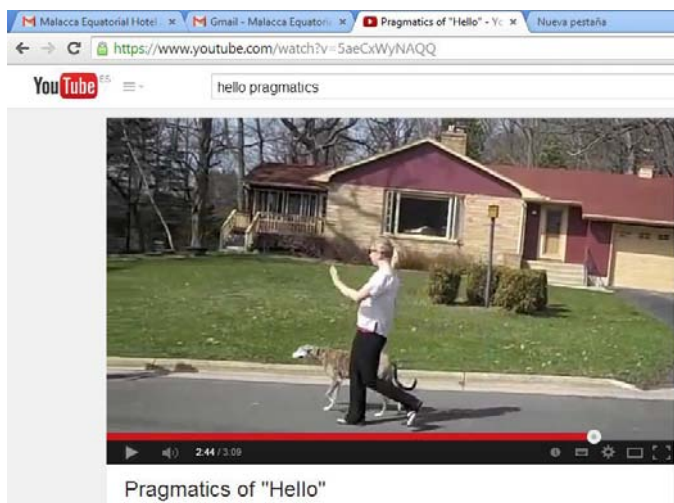 Malacca Equatorial Hotel
Gmail - Malacca Equatori
Pragmatics of "Hello" - Yo
Nueva pestaña
https://www.youtube.com/watch?v=5aeCxWyNAQQ
YouTube ES
hello pragmatics
2:44 / 3:09
Pragmatics of "Hello"